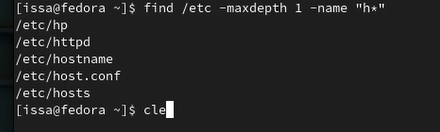 [issa@fedora ~]$ find /etc -maxdepth 1 -name "h*"
/etc/hp
/etc/httpd
/etc/hostname
/etc/host.conf
/etc/hosts
[issa@fedora ~]$ cle